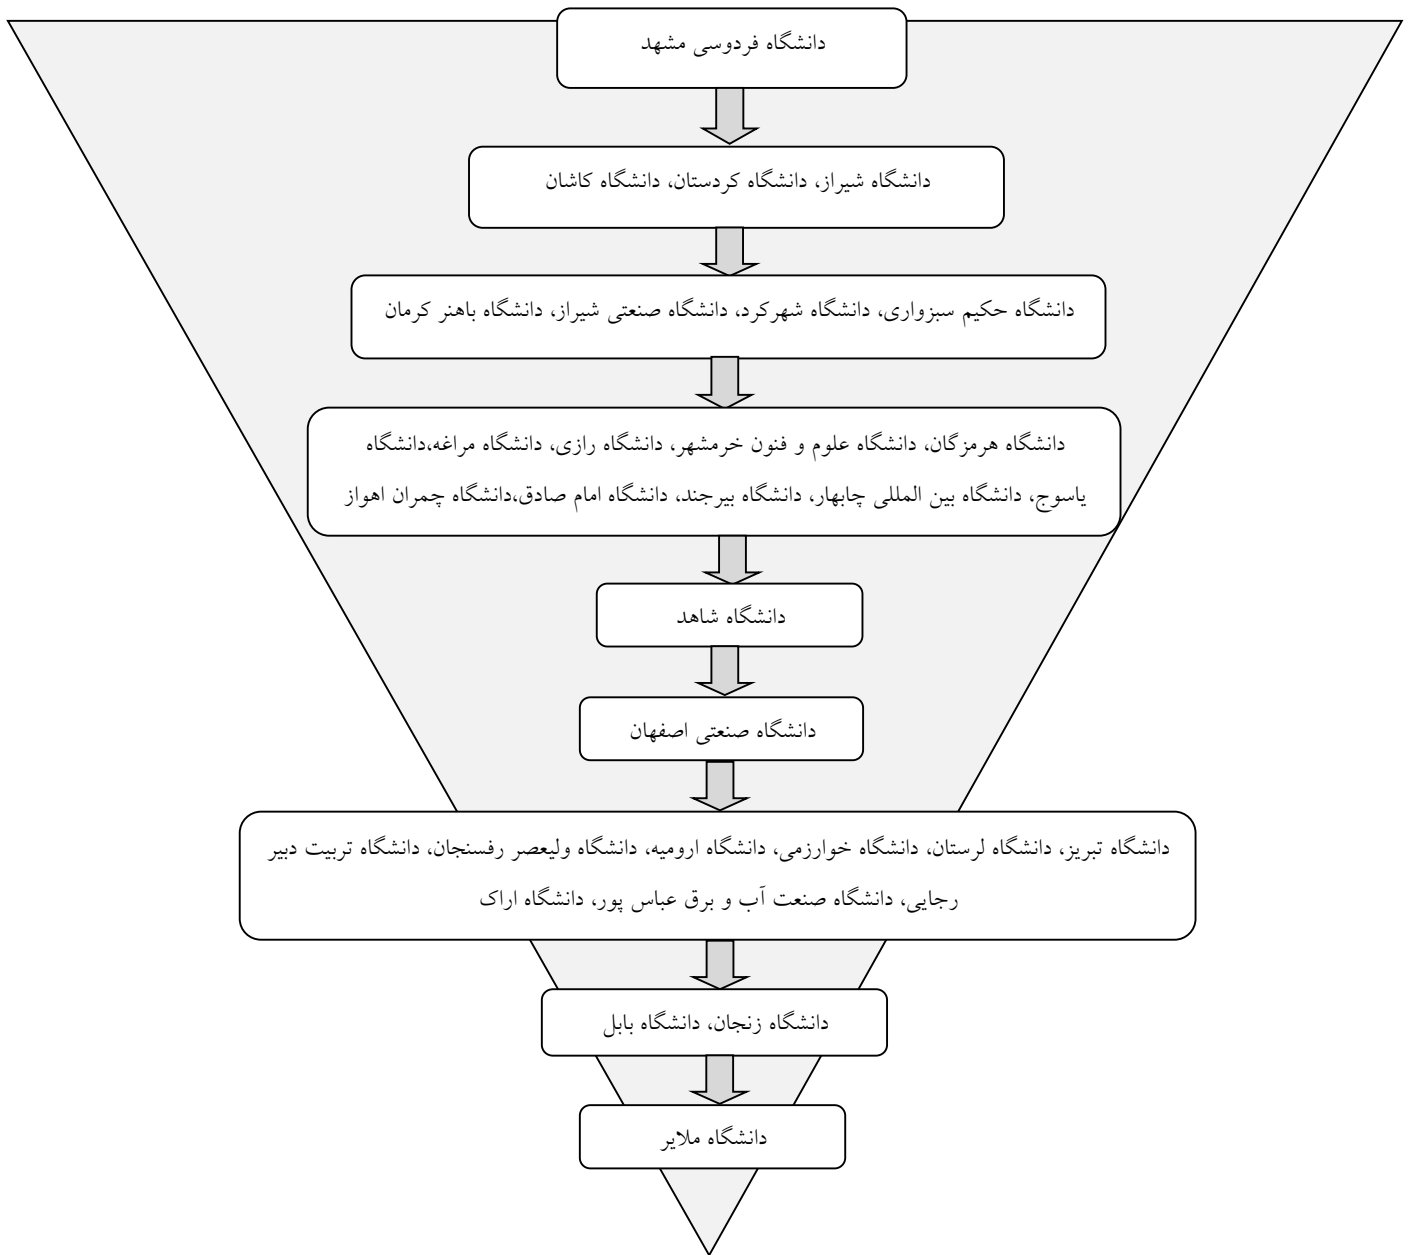 دانشگاه فردوسی مشهد
دانشگاه شیراز، دانشگاه کردستان، دانشگاه کاشان
دانشگاه حکیم سبزواری، دانشگاه شهرکرد، دانشگاه صنعتی شیراز، دانشگاه باهنر کرمان
دانشگاه هرمزگان، دانشگاه علوم و فنون خرمشهر، دانشگاه رازی، دانشگاه مراغه،دانشگاه
یاسوج، دانشگاه بین المللی چابهار، دانشگاه بیرجند، دانشگاه امام صادق،دانشگاه چمران اهواز
دانشگاه شاهد
دانشگاه صنعتی اصفهان
دانشگاه تبریز، دانشگاه لرستان، دانشگاه خوارزمی، دانشگاه ارومیه، دانشگاه ولیعصر رفسنجان، دانشگاه تربیت دبیر
رجایی، دانشگاه صنعت آب و برق عباس پور، دانشگاه اراک
دانشگاه زنجان، دانشگاه بابل
دانشگاه ملایر